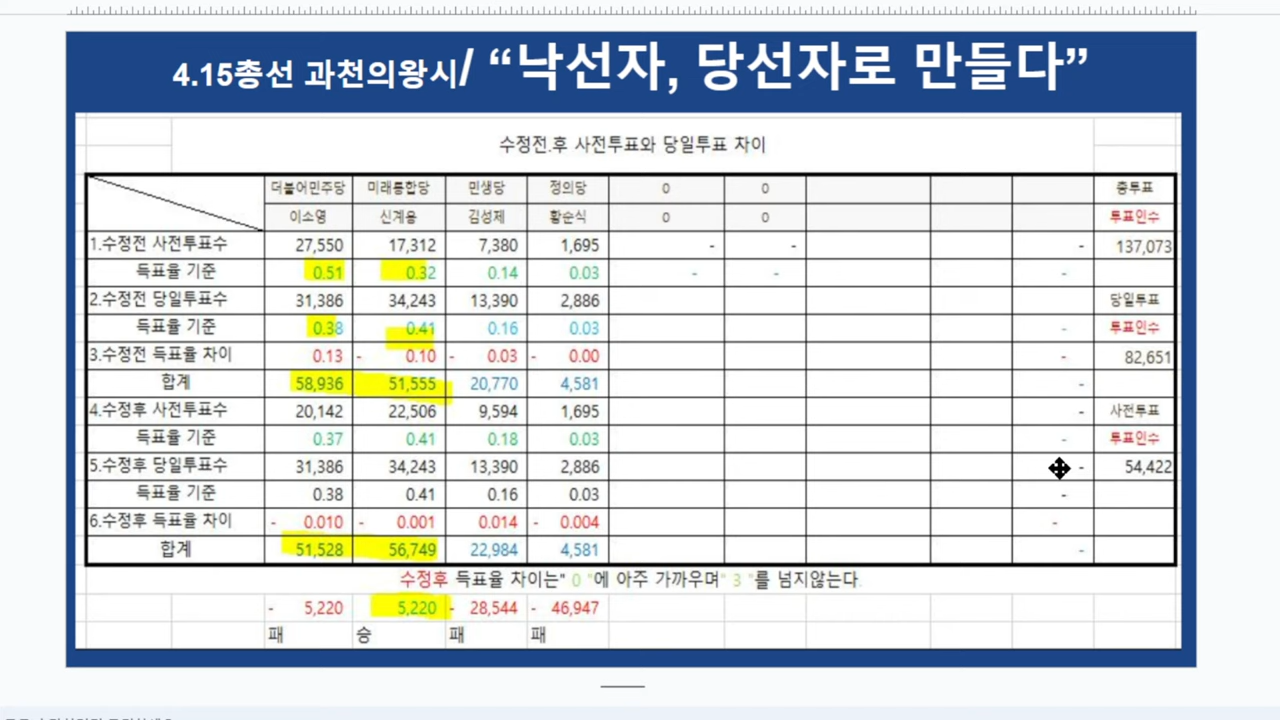 4.15총선 과천의왕시/ “낙선자, 당선자로 만들다”
수정전.후 사전투표와 당일투표 차이
더불어민주당 미래통합당 민생당 정의당 0 0 총투표
이소영 신계용 김성제 황순식 0 0 투표인수
1.수정전 사전투표수 27,550 17,312 7,380 1,695 - - - 137,073
득표율 기준 0.51 0.32 0.14 0.03 - - -
2.수정전 당일투표수 31,386 34,243 13,390 2,886 당일투표
득표율 기준 0.38 0.41 0.16 0.03 - 투표인수
3.수정전 득표율 차이 0.13 - 0.10 - 0.03 - 0.00 - 82,651
합계 58,936 51,555 20,770 4,581 -
4.수정후 사전투표수 20,142 22,506 9,594 1,695 - 사전투표
득표율 기준 0.37 0.41 0.18 0.03 - 투표인수
5.수정후 당일투표수 31,386 34,243 13,390 2,886 - 54,422
득표율 기준 0.38 0.41 0.16 0.03 -
6.수정후 득표율 차이 - 0.010 - 0.001 0.014 - 0.004 -
합계 51,528 56,749 22,984 4,581 -
수정후 득표율 차이는" 0 "에 아주 가까우며" 3 "를 넘지않는다.
- 5,220 5,220 - 28,544 - 46,947
패 승 패 패